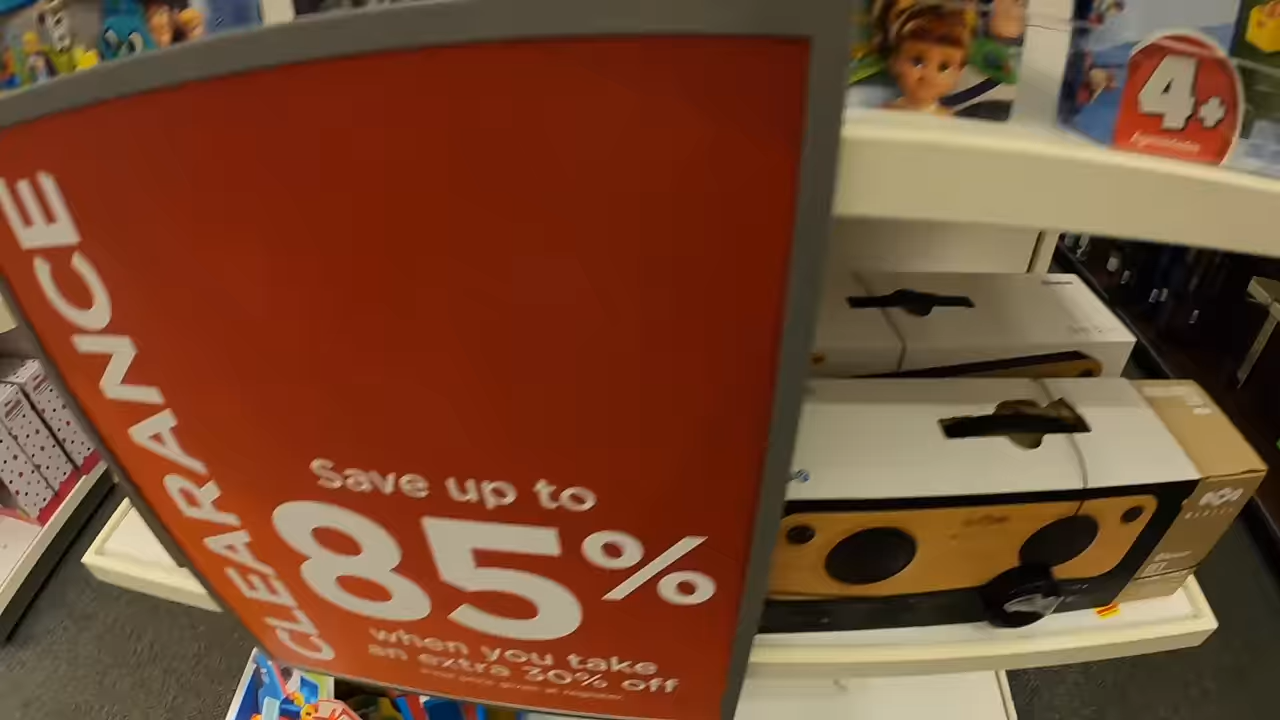 CLEARANCE
Save up to
85%
when you take
an extra 30% off
4+